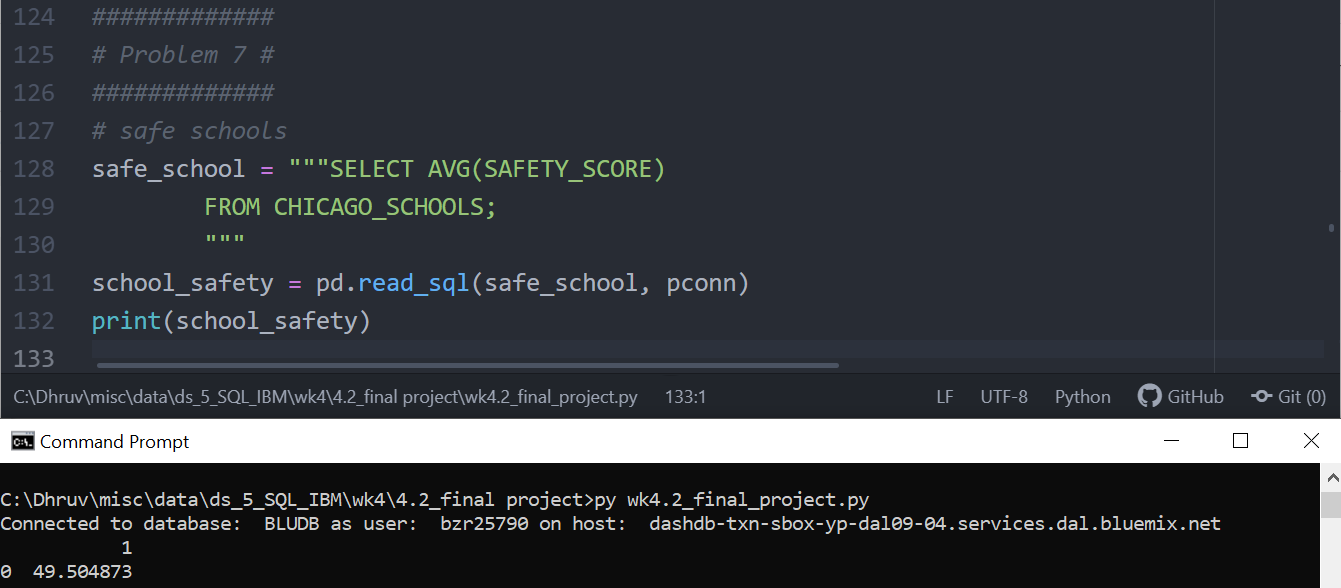 124 #############
125 # Problem 7 #
126 #############
127 # safe schools
128 safe_school = """SELECT AVG(SAFETY_SCORE)
129 FROM CHICAGO_SCHOOLS;
130 """
131 school_safety = pd.read_sql(safe_school, pconn)
132 print(school_safety)
133
C:\Dhruv\misc\data\ds_5_SQL_IBM\wk4\4.2_final project\wk4.2_final_project.py 133:1 LF UTF-8 Python GitHub Git (0)
Command Prompt
C:\Dhruv\misc\data\ds_5_SQL_IBM\wk4\4.2_final project>py wk4.2_final_project.py
Connected to database:  BLUDB as user:  bzr25790 on host:  dashdb-txn-sbox-yp-dal09-04.services.dal.bluemix.net
1
0  49.504873